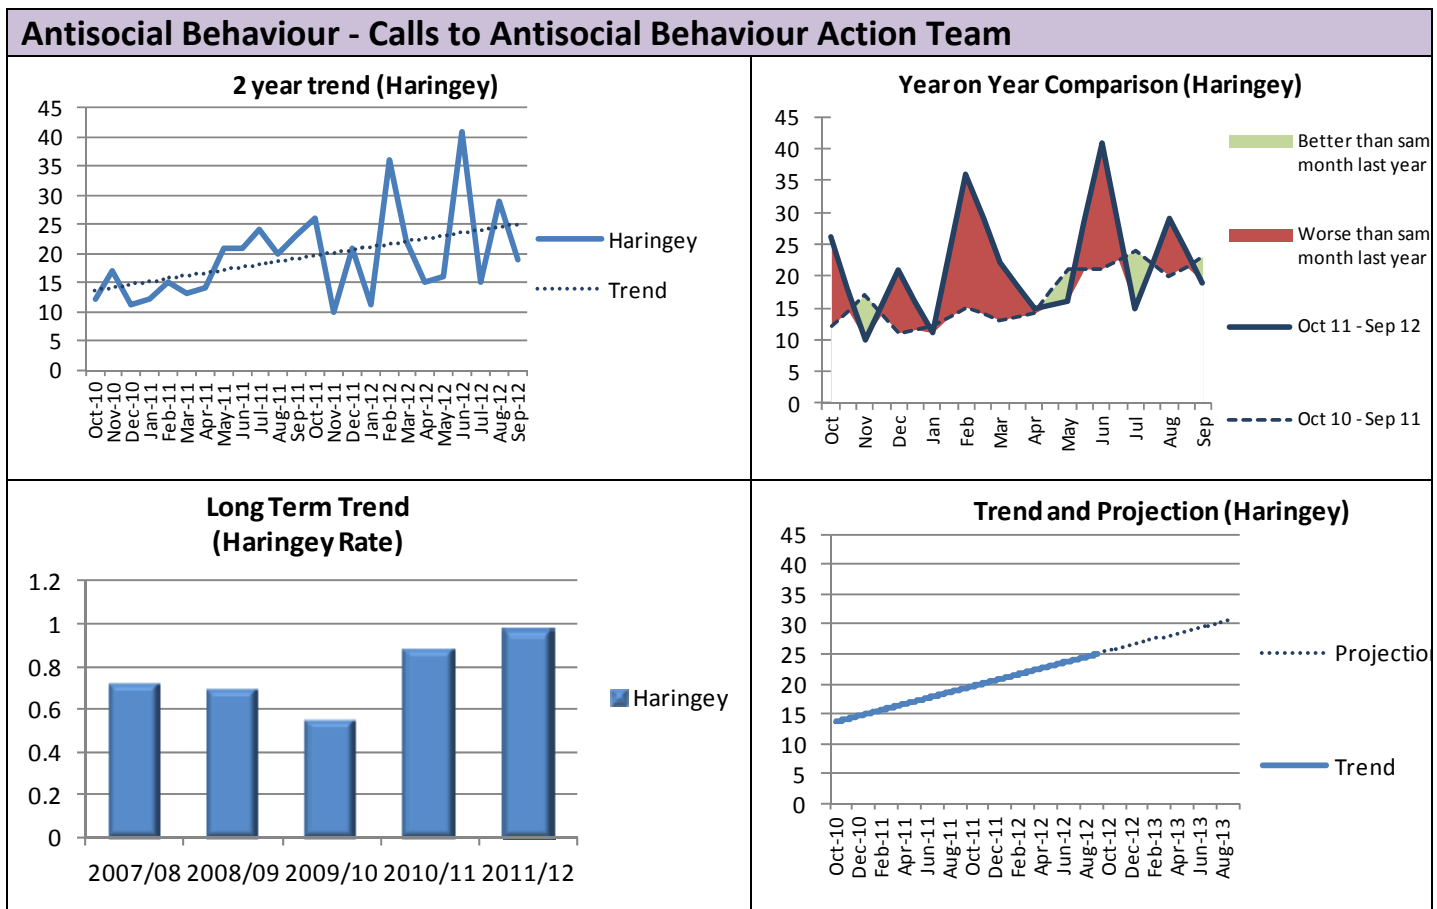 Antisocial Behaviour - Calls to Antisocial Behaviour Action Team
2 year trend (Haringey)
45
40
35
30
25
20
15
10
5
0
Oct-10
Nov-10
Dec-10
Jan-11
Feb-11
Mar-11
Apr-11
May-11
Jun-11
Jul-11
Aug-11
Sep-11
Oct-11
Nov-11
Dec-11
Jan-12
Feb-12
Mar-12
Apr-12
May-12
Jun-12
Jul-12
Aug-12
Sep-12
Haringey
Trend
Year on Year Comparison (Haringey)
45
40
35
30
25
20
15
10
5
0
Oct
Nov
Dec
Jan
Feb
Mar
Apr
May
Jun
Jul
Aug
Sep
Better than sam
month last year
Worse than sam
month last year
Oct 11 - Sep 12
Oct 10 - Sep 11
Long Term Trend
(Haringey Rate)
1.2
1
0.8
0.6
0.4
0.2
0
2007/08 2008/09 2009/10 2010/11 2011/12
Haringey
Trend and Projection (Haringey)
45
40
35
30
25
20
15
10
5
0
Oct-10
Dec-10
Feb-11
Apr-11
Jun-11
Aug-11
Oct-11
Dec-11
Feb-12
Apr-12
Jun-12
Aug-12
Oct-12
Dec-12
Feb-13
Apr-13
Jun-13
Aug-13
Projection
Trend